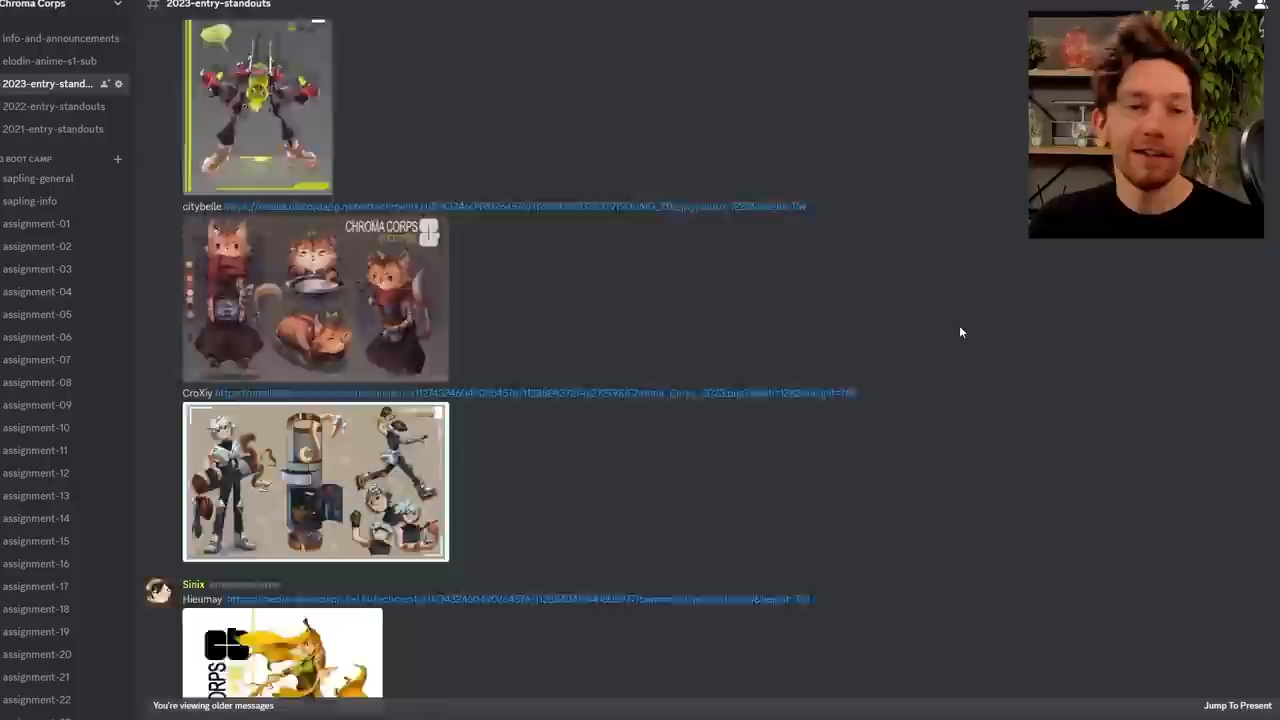 Chroma Corps
# 2023-entry-standouts
info-and-announcements
elodin-anime-s1-sub
2023-entry-stand...
2022-entry-standouts
2021-entry-standouts
BOOT CAMP
sapling-general
sapling-info
assignment-01
assignment-02
assignment-03
assignment-04
assignment-05
assignment-06
assignment-07
assignment-08
assignment-09
assignment-10
assignment-11
assignment-12
assignment-13
assignment-14
assignment-15
assignment-16
assignment-17
assignment-18
assignment-19
assignment-20
assignment-21
assignment-22
citybelle
CHROMA CORPS
CroXiy
Sinix
Hieumay
ORPS
You're viewing older messages
Jump To Present